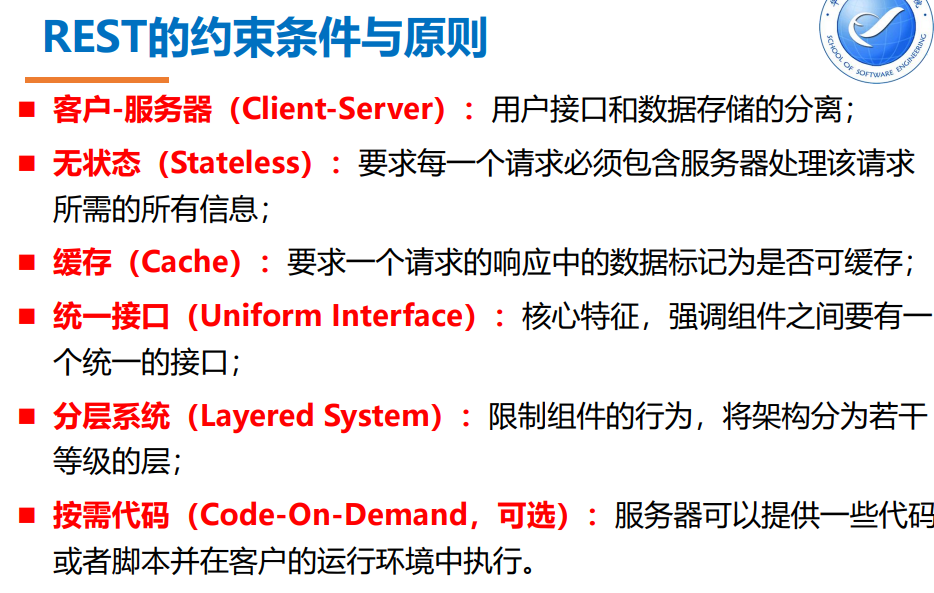 REST的约束条件与原则
院
SCHOOL OF SOFTWARE ENGINEERING
■ 客户-服务器（Client-Server）：用户接口和数据存储的分离；
■ 无状态（Stateless）：要求每一个请求必须包含服务器处理该请求
所需的所有信息；
■ 缓存（Cache）：要求一个请求的响应中的数据标记为是否可缓存；
■ 统一接口（Uniform Interface）：核心特征，强调组件之间要有一
个统一的接口；
■ 分层系统（Layered System）：限制组件的行为，将架构分为若干
等级的层；
■ 按需代码（Code-On-Demand，可选）：服务器可以提供一些代码
或者脚本并在客户的运行环境中执行。